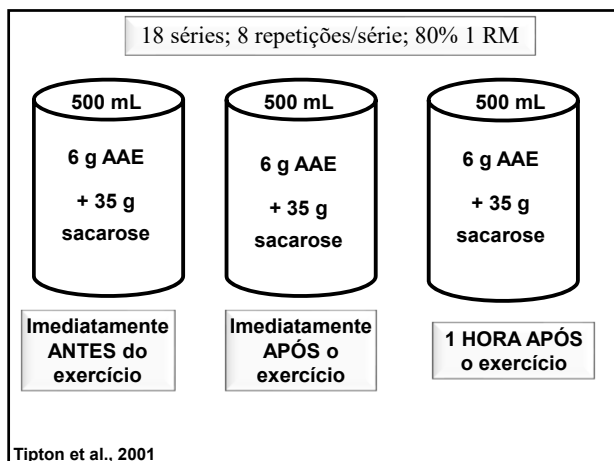 18 séries; 8 repetições/série; 80% 1 RM
500 mL
6 g AAE
+ 35 g
sacarose
Imediatamente
ANTES do
exercício
500 mL
6 g AAE
+ 35 g
sacarose
Imediatamente
APÓS o
exercício
500 mL
6 g AAE
+ 35 g
sacarose
1 HORA APÓS
o exercício
Tipton et al., 2001